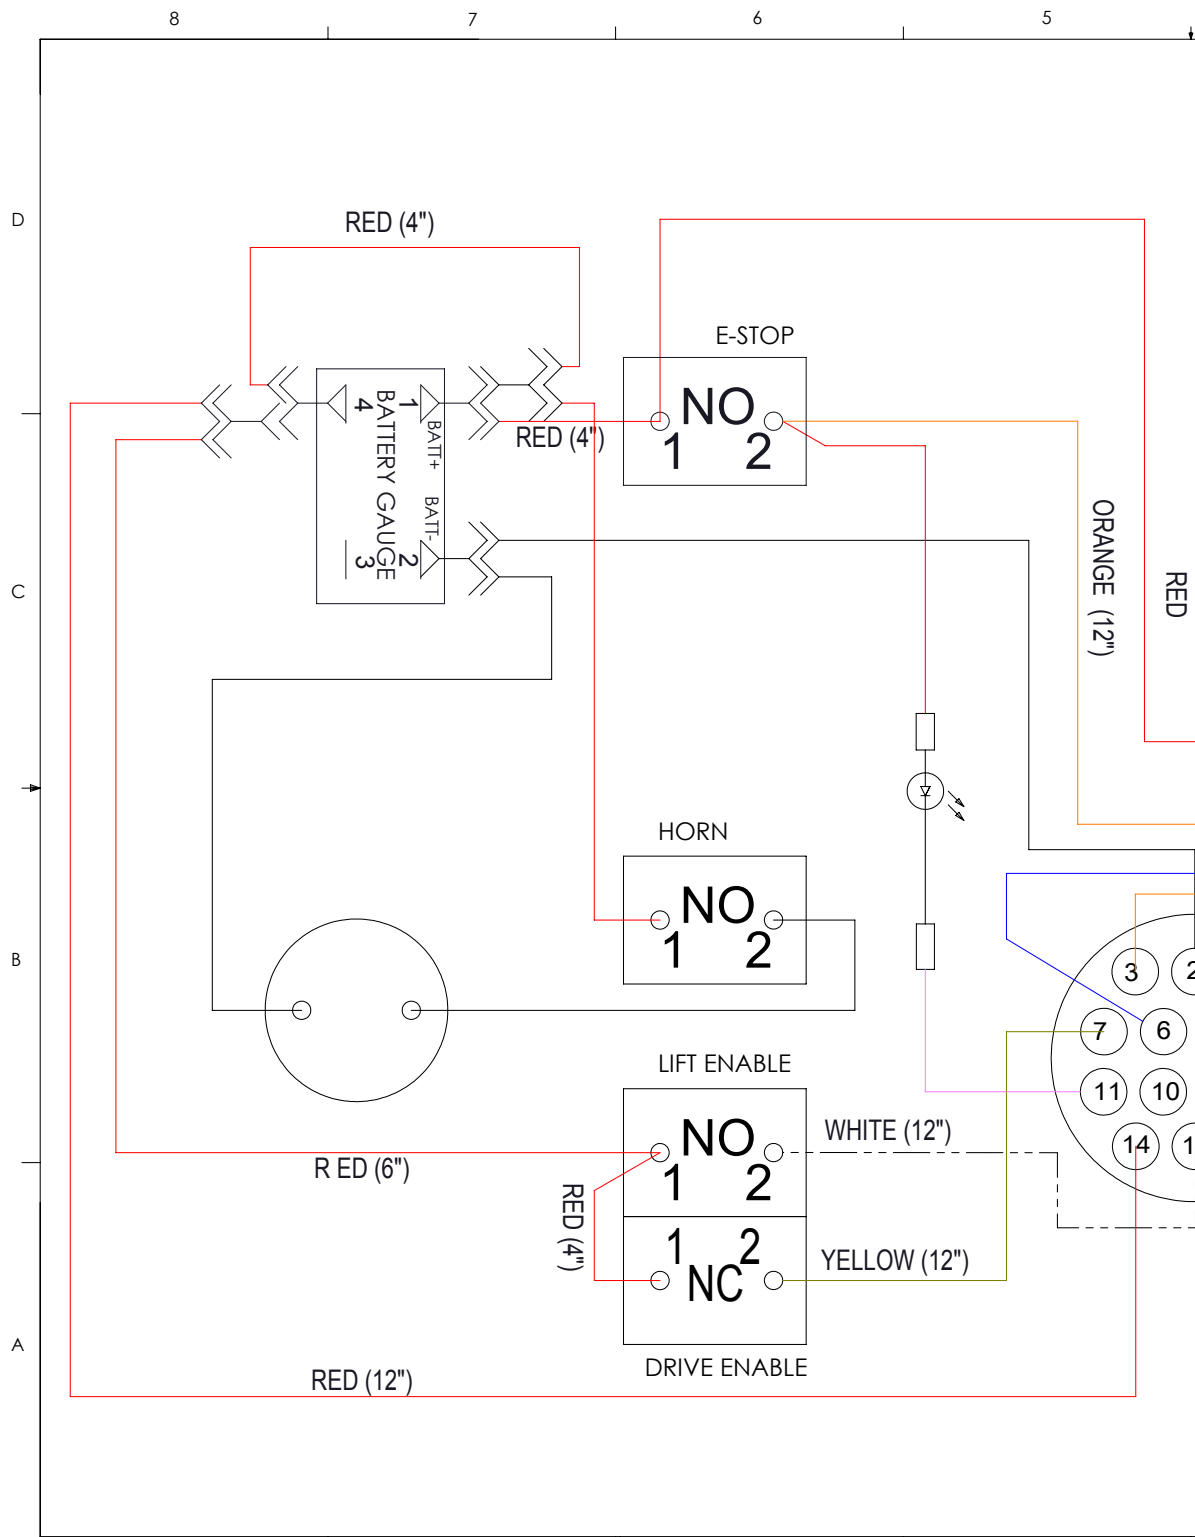 8 7 6 5
D
RED (4")
E-STOP
NO
1 2
RED (4")
4 1
BATTERY GAUGE
BATT+
BATT-
3 2
ORANGE (12")
RED
C
HORN
NO
1 2
B
3 2
7 6
11 10
14 1
LIFT ENABLE
NO
1 2
WHITE (12")
R ED (6")
RED (4")
1 2
NC
YELLOW (12")
A
DRIVE ENABLE
RED (12")